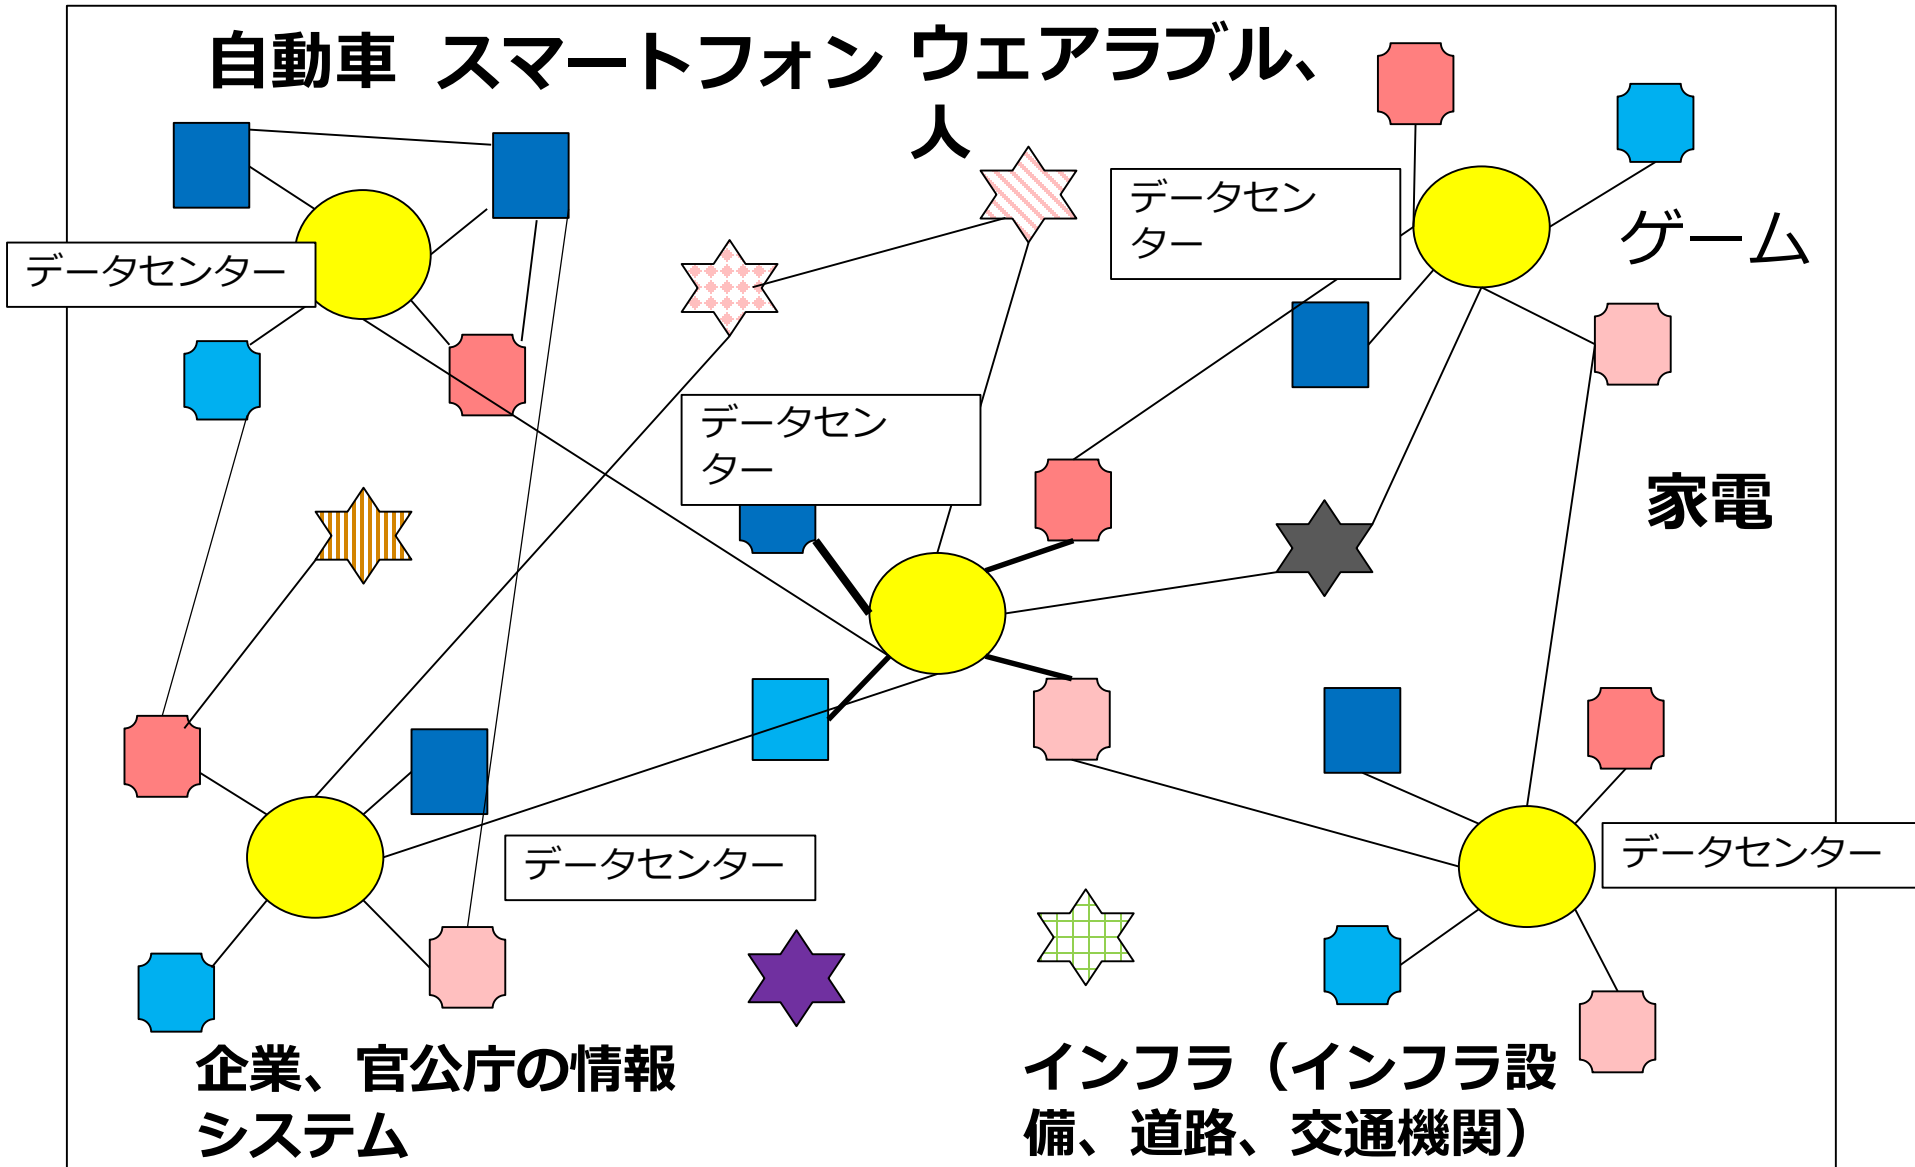 自動車
スマートフォン
ウェアラブル、
人
データセン
ター
ゲーム
データセンター
データセン
ター
家電
データセンター
データセンター
企業、官公庁の情報
システム
インフラ（インフラ設
備、道路、交通機関）